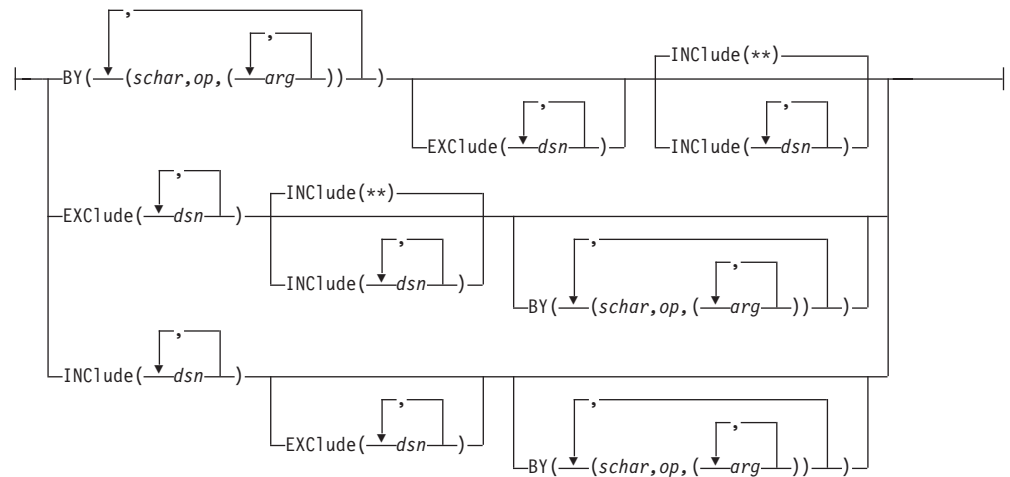 ,
,
INClude(**)
BY( (schar,op,( arg )) )
,
,
EXClude( dsn )
INClude( dsn )
,
INClude(**)
EXClude( dsn )
,
,
,
INClude( dsn )
BY( (schar,op,( arg )) )
,
INClude( dsn )
,
,
,
EXClude( dsn )
BY( (schar,op,( arg )) )